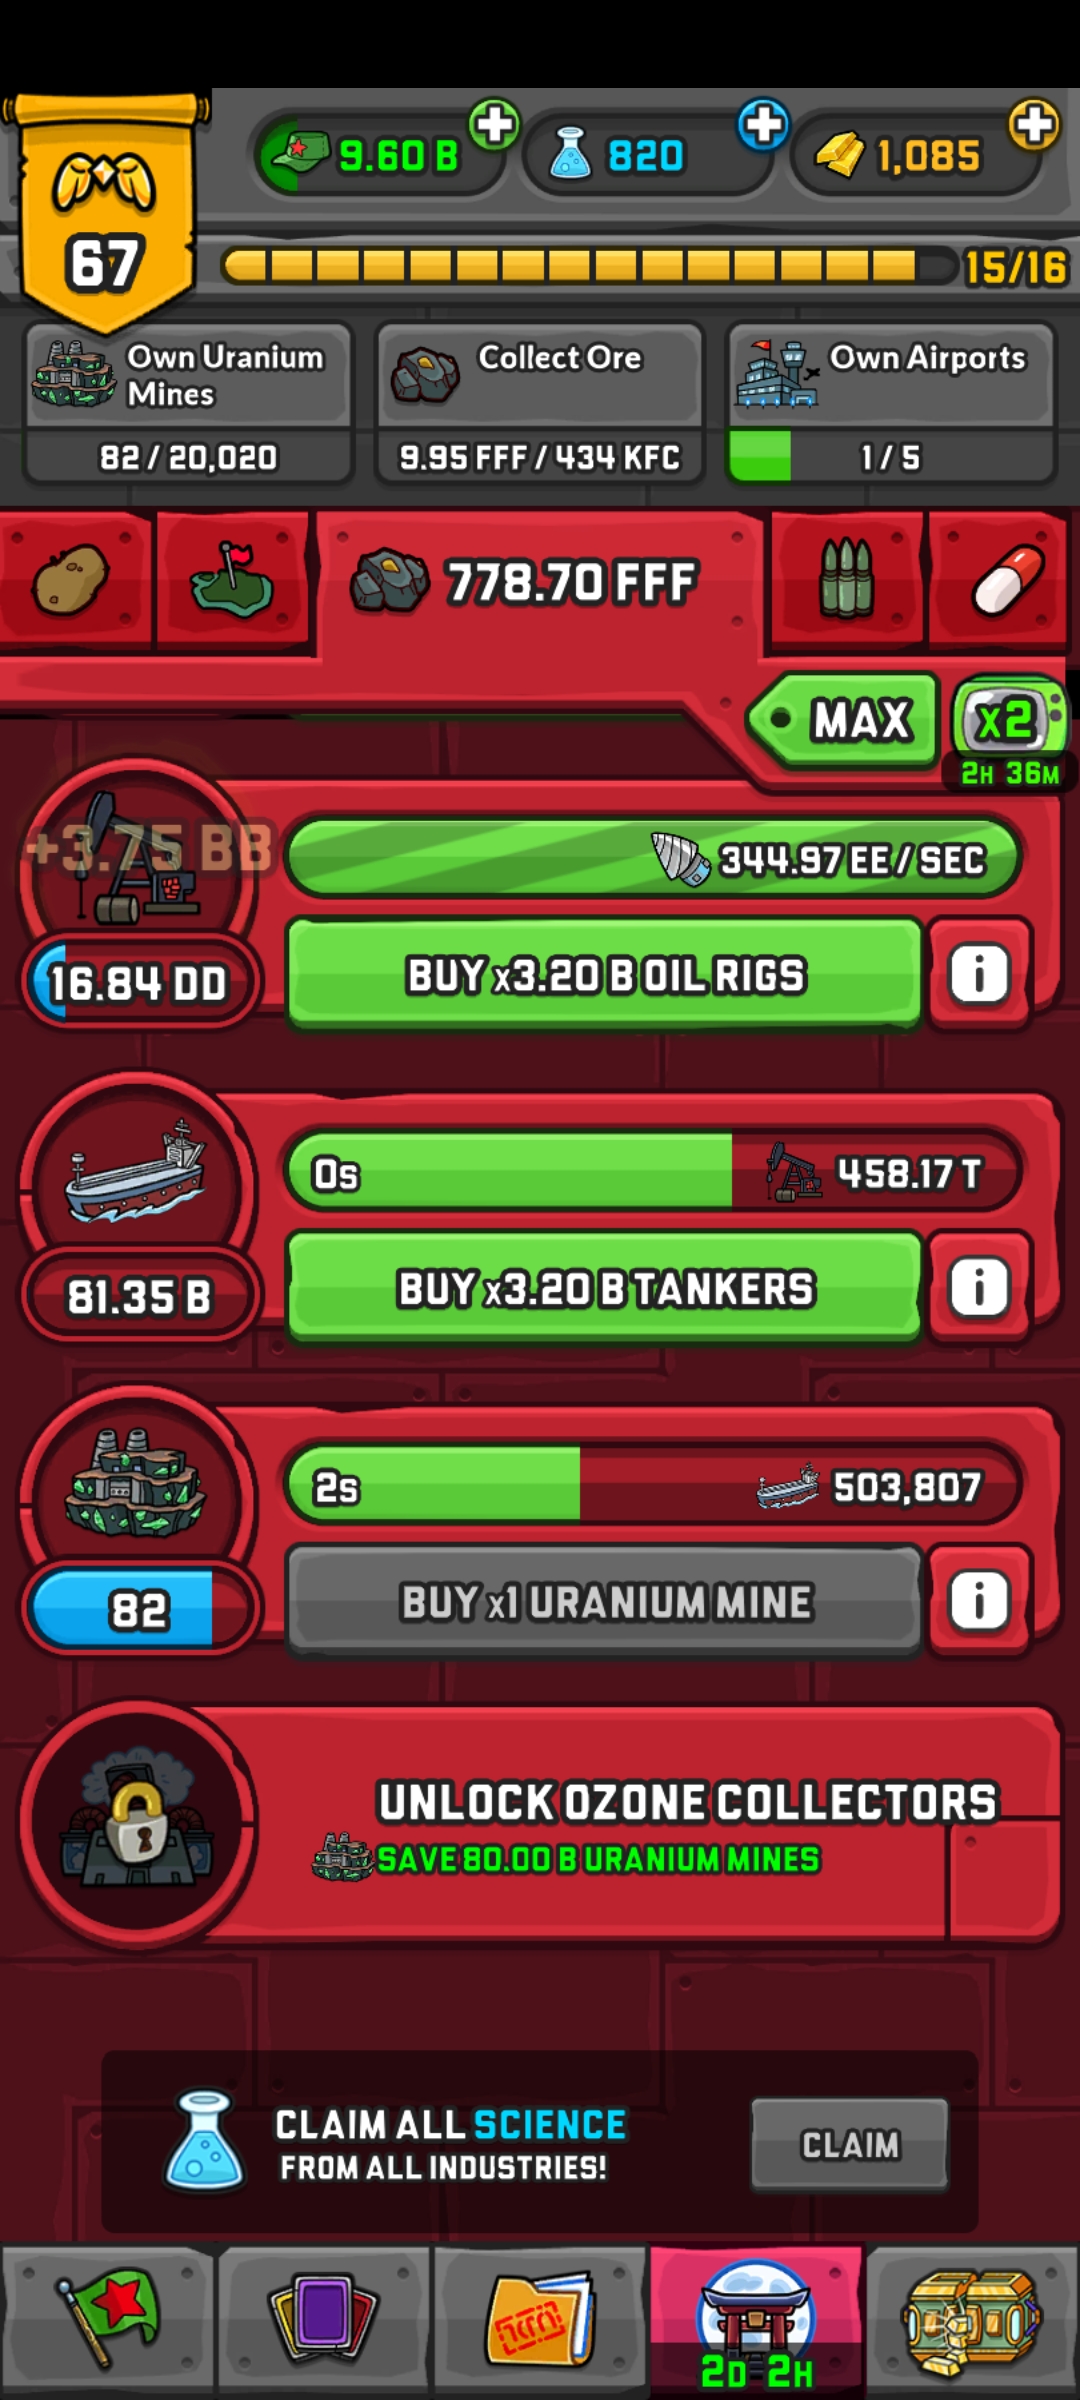 67
9.60 B
820
1,085
15/16
Own Uranium
Mines
82 / 20,020
Collect Ore
9.95 FFF / 434 KFC
Own Airports
1 / 5
778.70 FFF
MAX
x2
2H 36M
+3.75 BB
344.97 EE / SEC
16.84 DD
BUY x3.20 B OIL RIGS
i
0s
458.17 T
81.35 B
BUY x3.20 B TANKERS
i
2s
503,807
82
BUY x1 URANIUM MINE
i
UNLOCK OZONE COLLECTORS
SAVE 80.00 B URANIUM MINES
CLAIM ALL SCIENCE
FROM ALL INDUSTRIES!
CLAIM
2D 2H